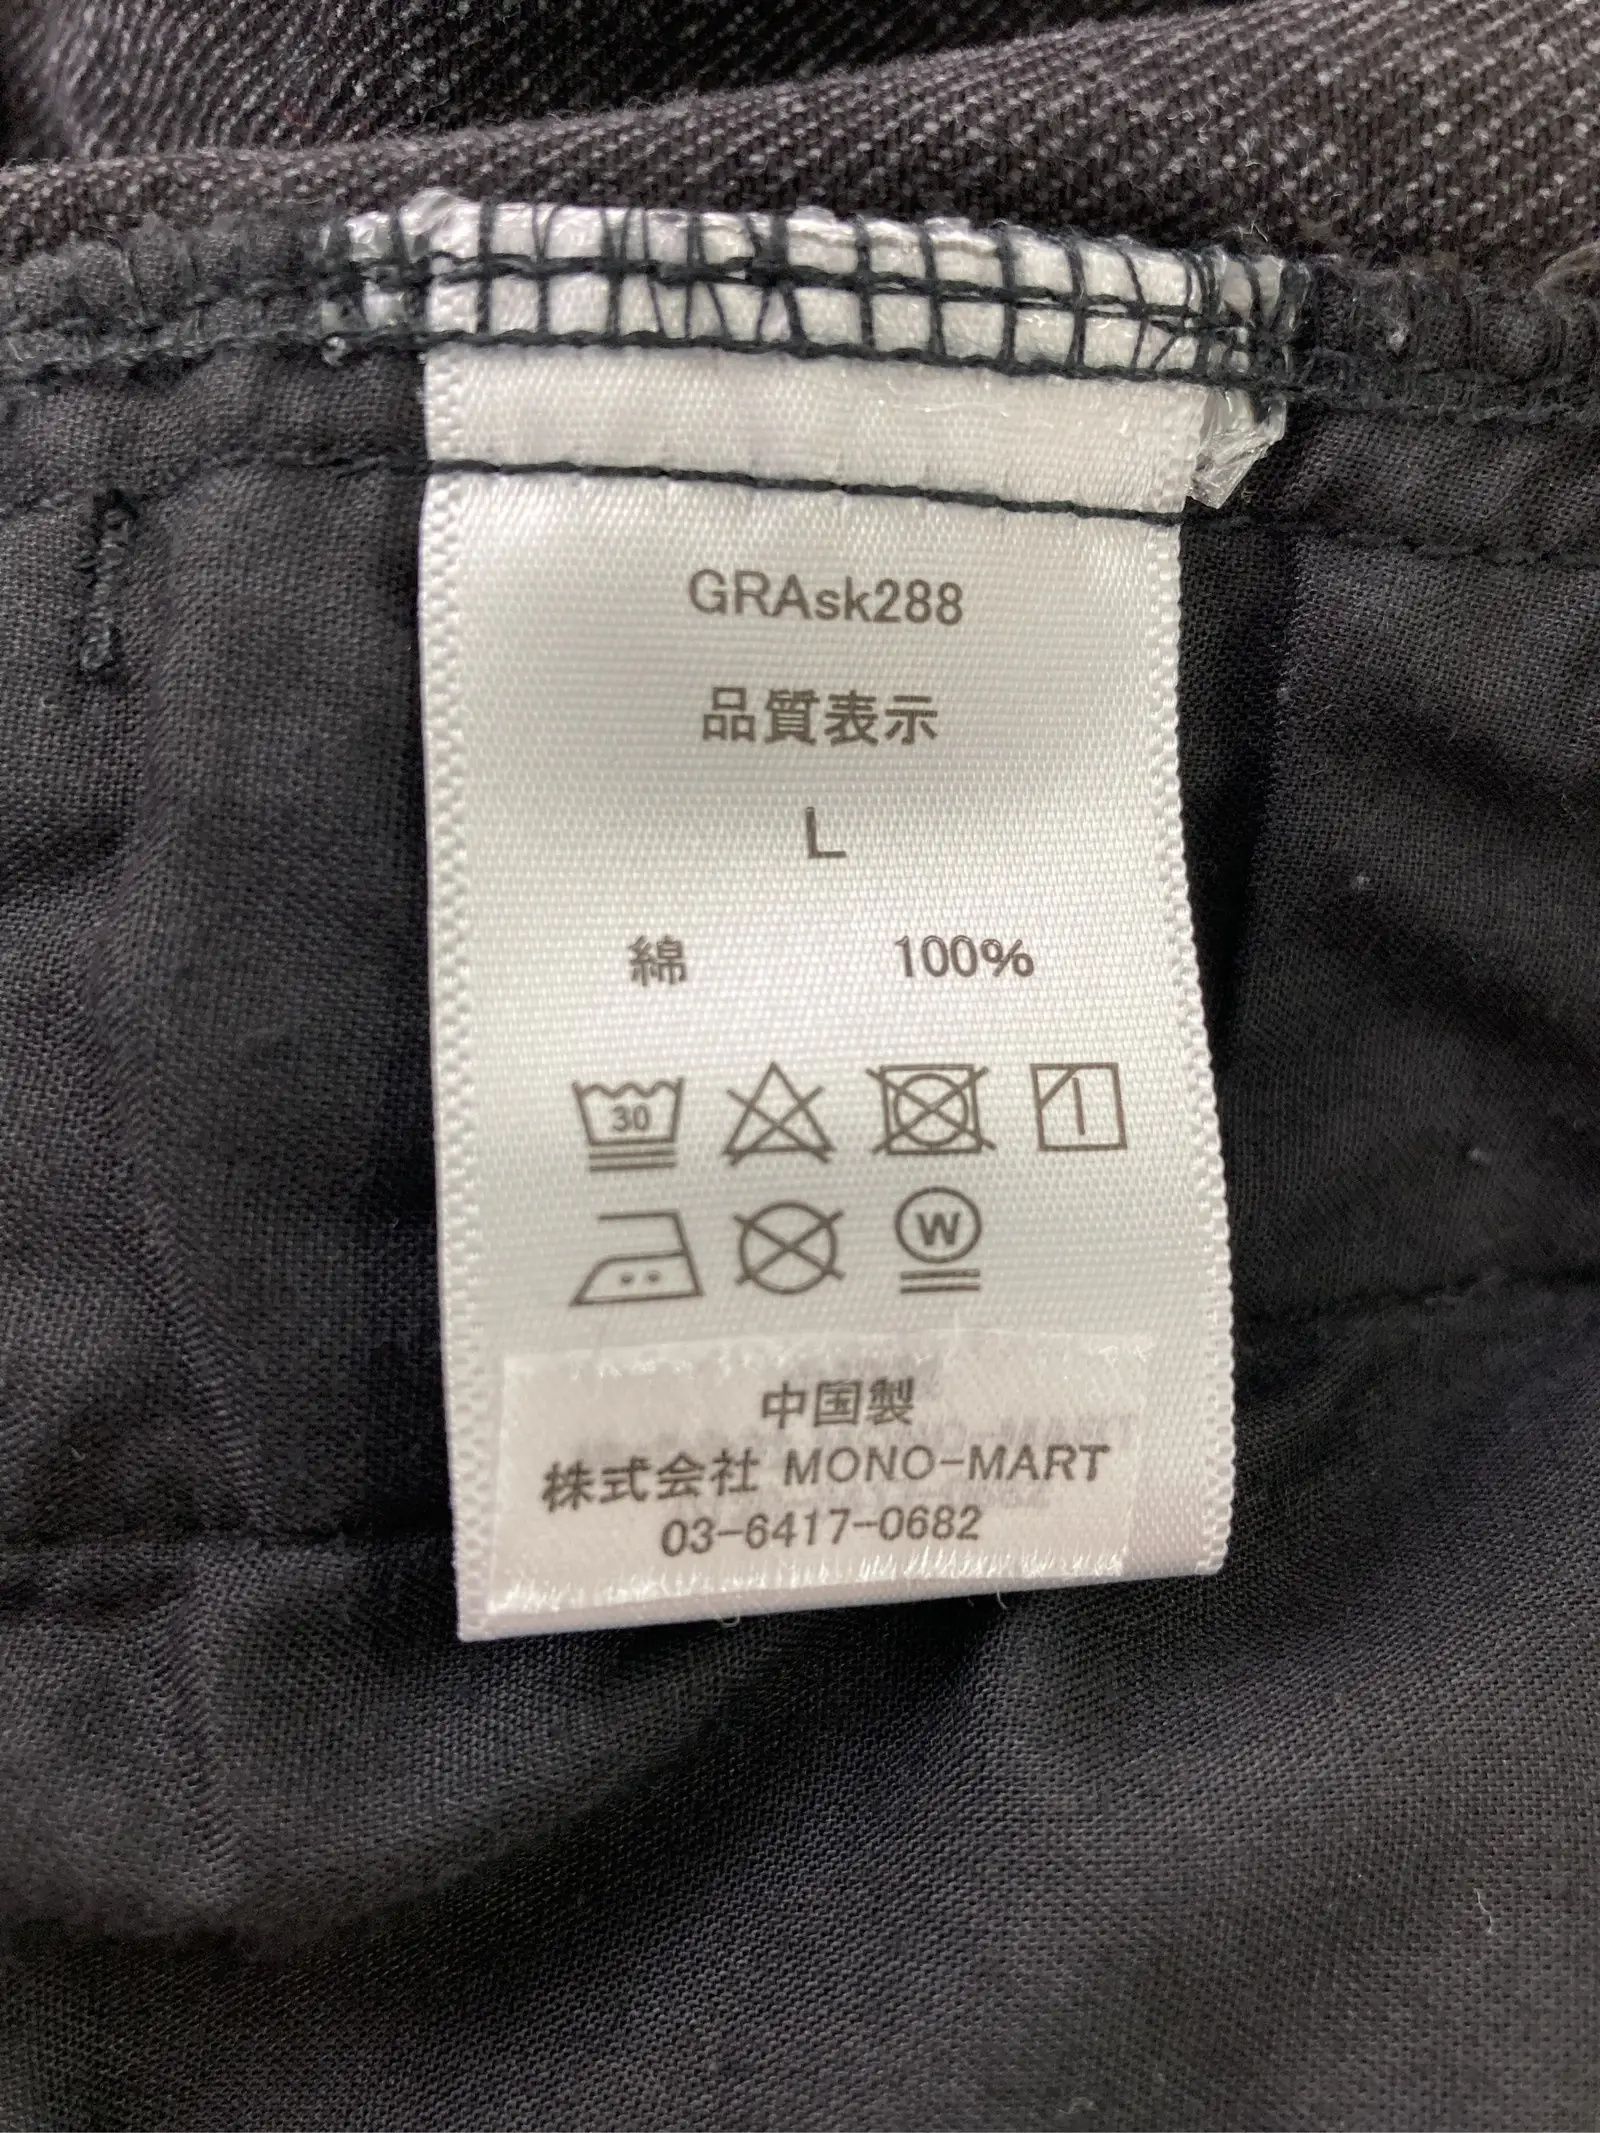 GRAsk288
品質表示
L
綿 100%
30
W
中国製
株式会社 MONO-MART
03-6417-0682